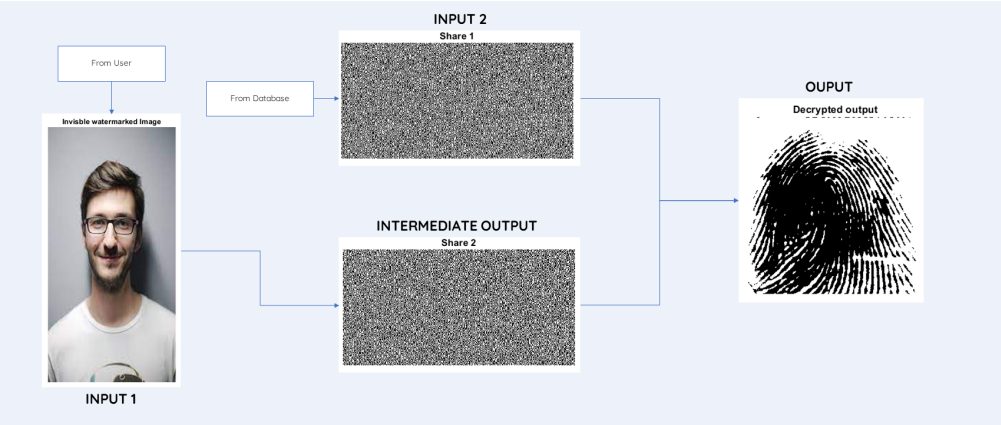 INPUT 2
Share 1
From User
From Database
OUPUT
Decrypted output
Invisble watermarked Image
INTERMEDIATE OUTPUT
Share 2
INPUT 1